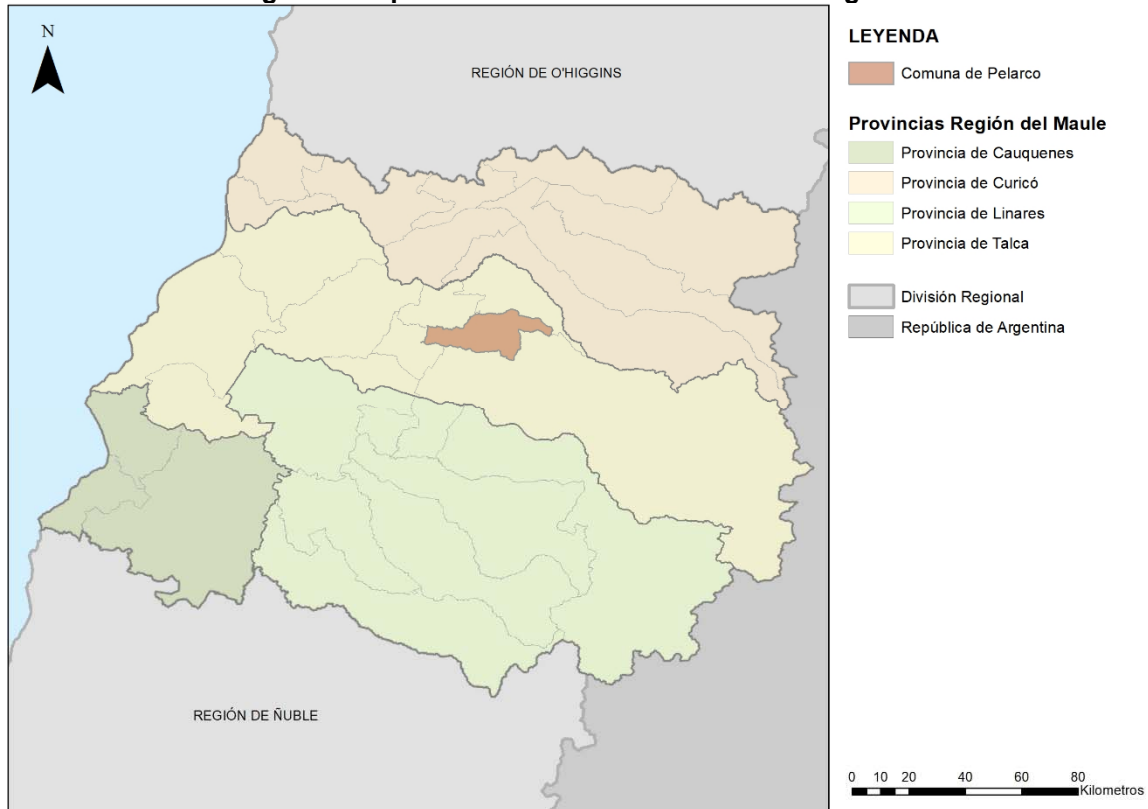 N
REGIÓN DE O'HIGGINS
REGIÓN DE ÑUBLE
LEYENDA
Comuna de Pelarco
Provincias Región del Maule
Provincia de Cauquenes
Provincia de Curicó
Provincia de Linares
Provincia de Talca
División Regional
República de Argentina
0 10 20 40 60 80
Kilometros